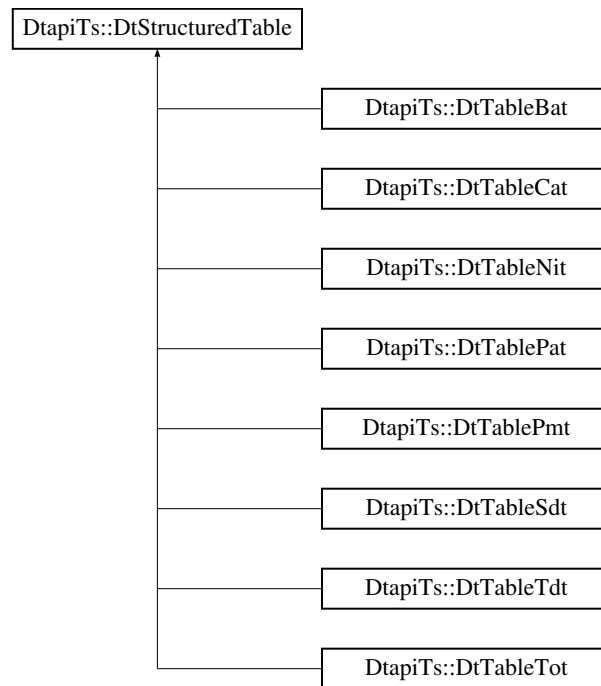 DtapiTs::DtStructuredTable
DtapiTs::DtTableBat
DtapiTs::DtTableCat
DtapiTs::DtTableNit
DtapiTs::DtTablePat
DtapiTs::DtTablePmt
DtapiTs::DtTableSdt
DtapiTs::DtTableTdt
DtapiTs::DtTableTot